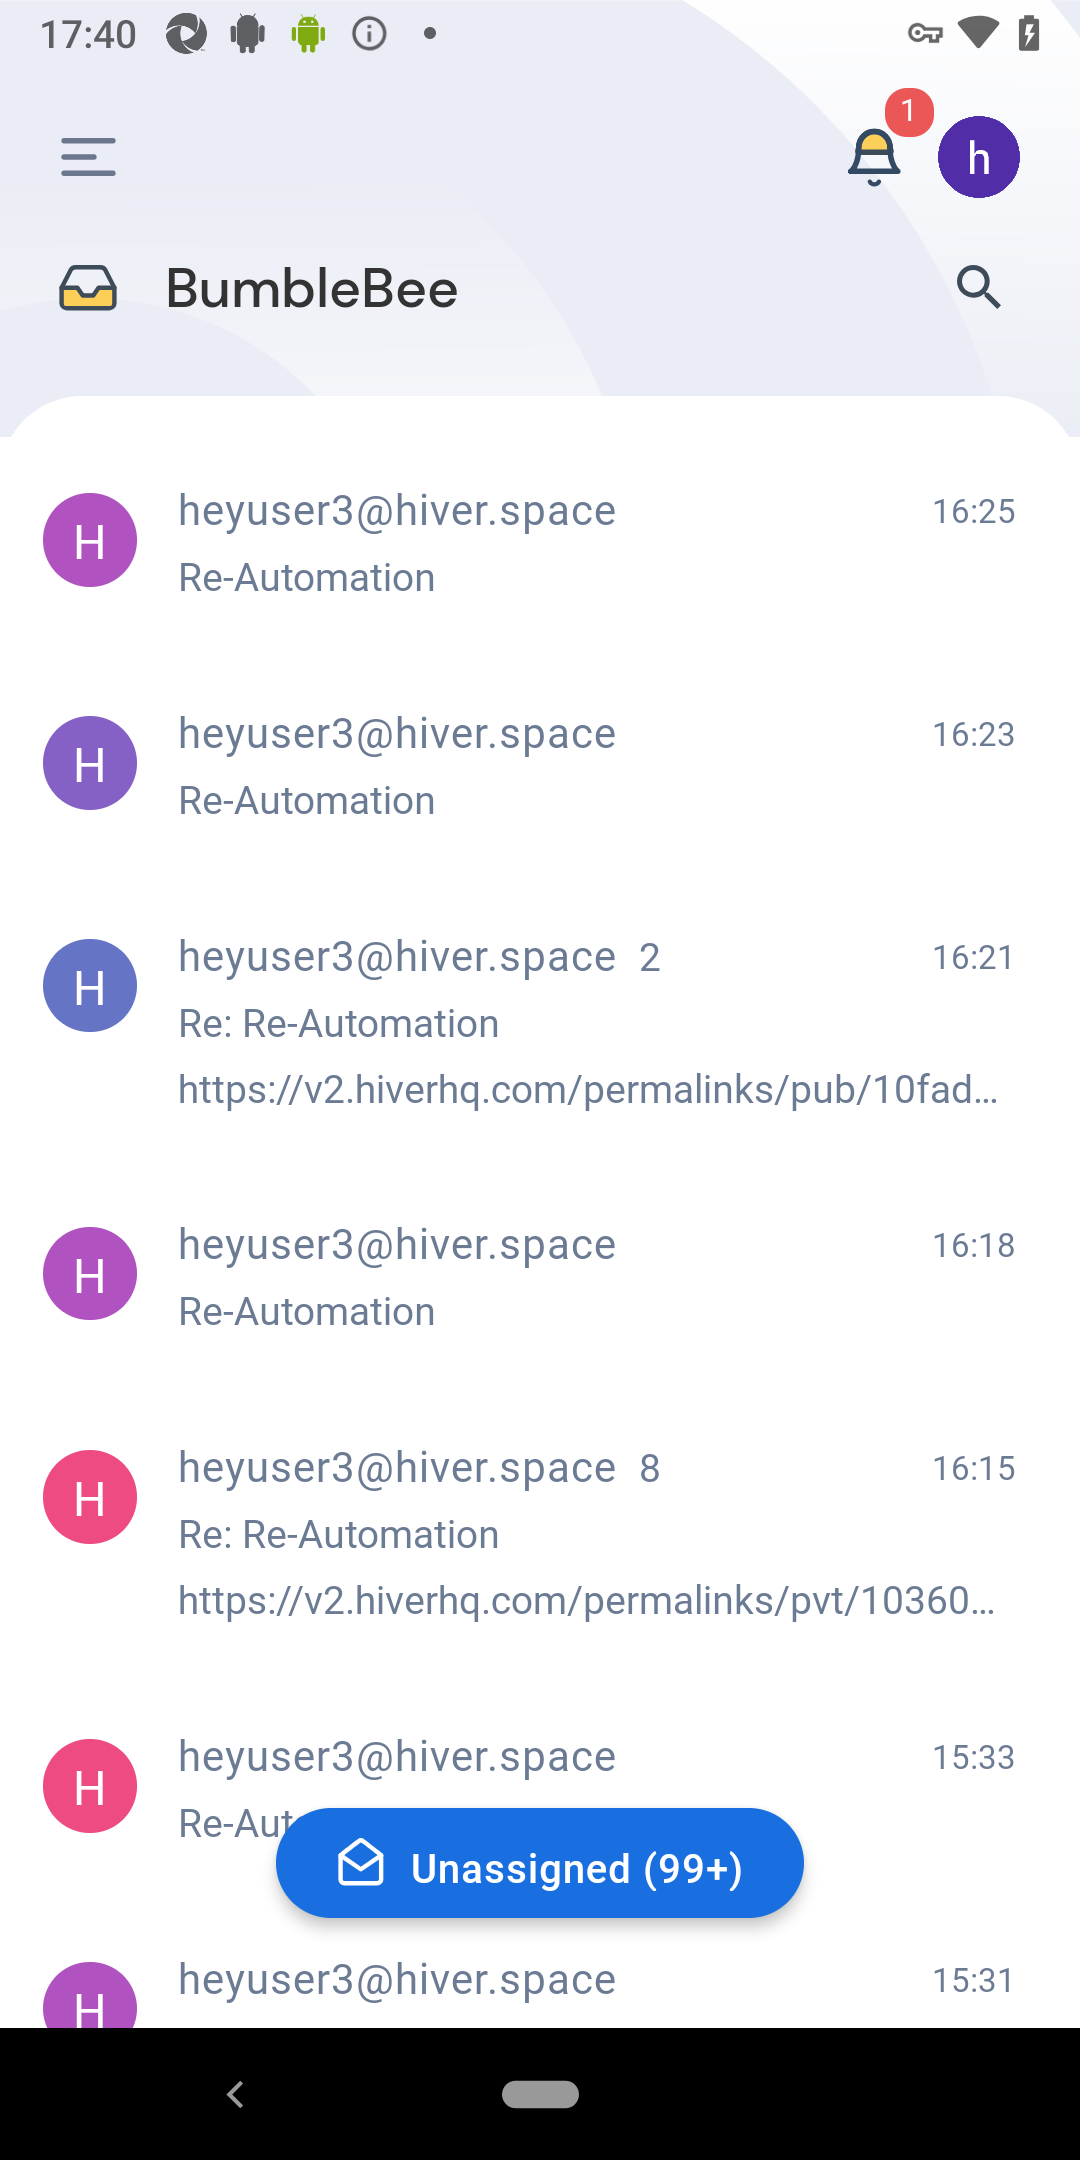 17:40
1
h
BumbleBee
H heyuser3@hiver.space 16:25
Re-Automation
H heyuser3@hiver.space 16:23
Re-Automation
H heyuser3@hiver.space 2 16:21
Re: Re-Automation
https://v2.hiverhq.com/permalinks/pub/10fad...
H heyuser3@hiver.space 16:18
Re-Automation
H heyuser3@hiver.space 8 16:15
Re: Re-Automation
https://v2.hiverhq.com/permalinks/pvt/10360...
H heyuser3@hiver.space 15:33
Re-Aut
Unassigned (99+)
H heyuser3@hiver.space 15:31